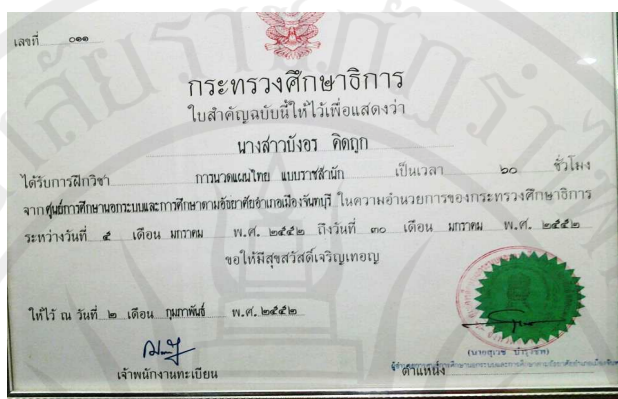 เลขที่ ๐๑๑
กระทรวงศึกษาธิการ
ใบสำคัญฉบับนี้ให้ไว้เพื่อแสดงว่า
นางสาวบังอร คิดถูก
ได้รับการฝึกวิชา การนวดแผนไทย แบบราชสำนัก เป็นเวลา ๖๐ ชั่วโมง
จากศูนย์การศึกษานอกระบบและการศึกษาตามอัธยาศัยอำเภอเมืองจันทบุรี ในความอำนวยการของกระทรวงศึกษาธิการ
ระหว่างวันที่ ๕ เดือน มกราคม พ.ศ. ๒๕๕๒ ถึงวันที่ ๓๐ เดือน มกราคม พ.ศ. ๒๕๕๒
ขอให้มีสุขสวัสดิ์เจริญเทอญ
ให้ไว้ ณ วันที่ ๒ เดือน กุมภาพันธ์ พ.ศ. ๒๕๕๒
เจ้าพนักงานทะเบียน
ตำแหน่ง